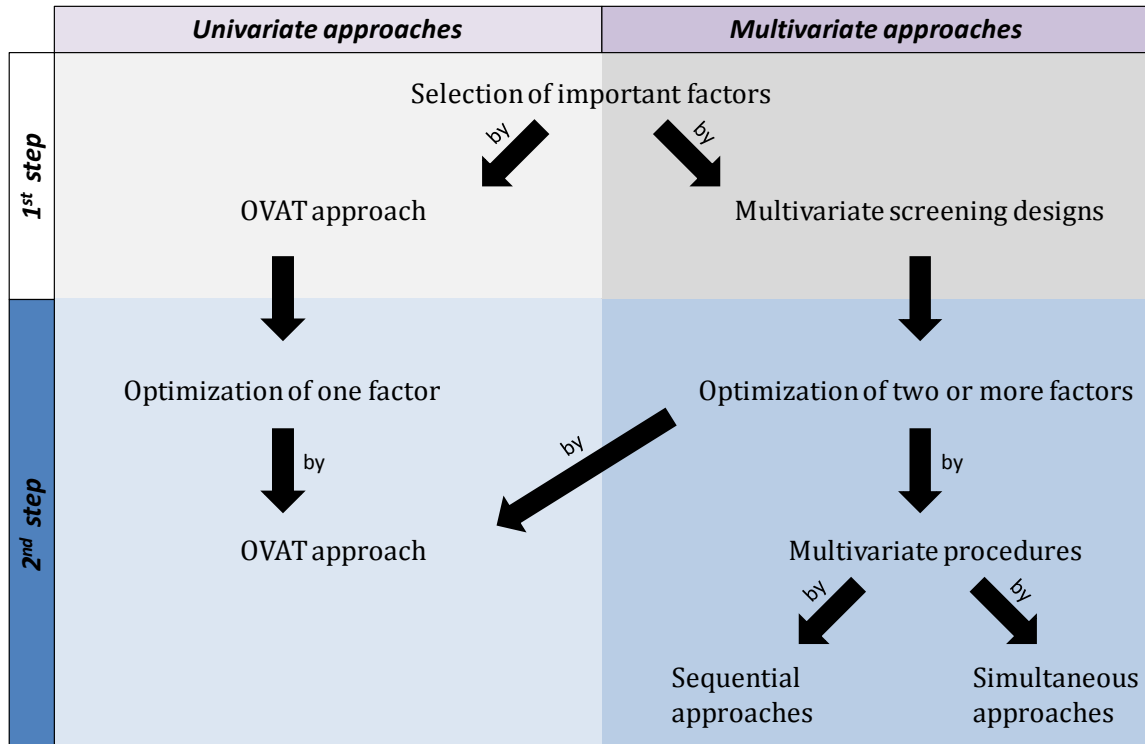 Univariate approaches
Multivariate approaches
1st step
Selection of important factors
by
by
OVAT approach
Multivariate screening designs
2nd step
Optimization of one factor
Optimization of two or more factors
by
by
by
OVAT approach
Multivariate procedures
by
by
Sequential
approaches
Simultaneous
approaches